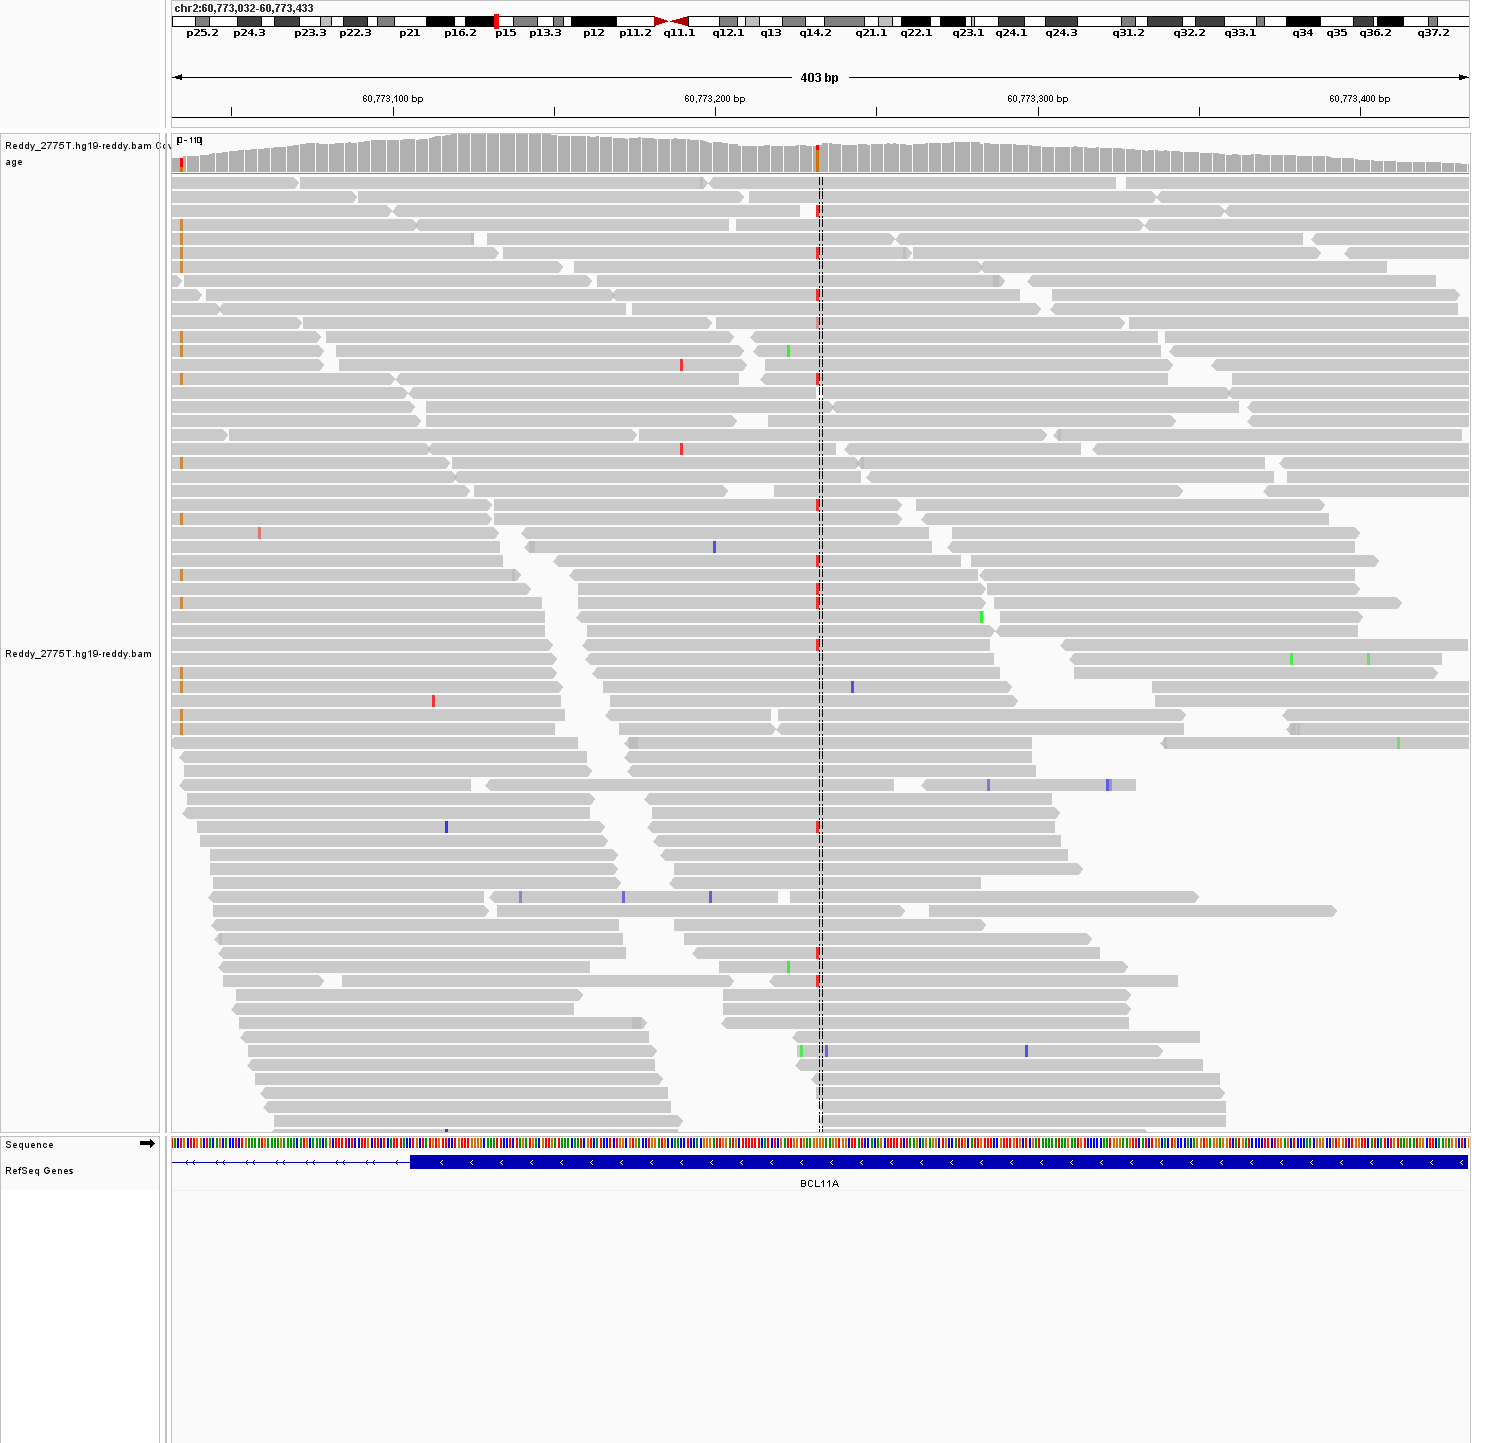 chr2:60,773,032-60,773,433
p25.2 p24.3 p23.3 p22.3 p21 p16.2 p15 p13.3 p12 p11.2 q11.1 q12.1 q13 q14.2 q21.1 q22.1 q23.1 q24.1 q24.3 q31.2 q32.2 q33.1 q34 q35 q36.2 q37.2
403 bp
60,773,100 bp 60,773,200 bp 60,773,300 bp 60,773,400 bp
[0 - 110]
Reddy_2775T.hg19-reddy.bam Cov
age
Reddy_2775T.hg19-reddy.bam
Sequence
RefSeq Genes
BCL11A